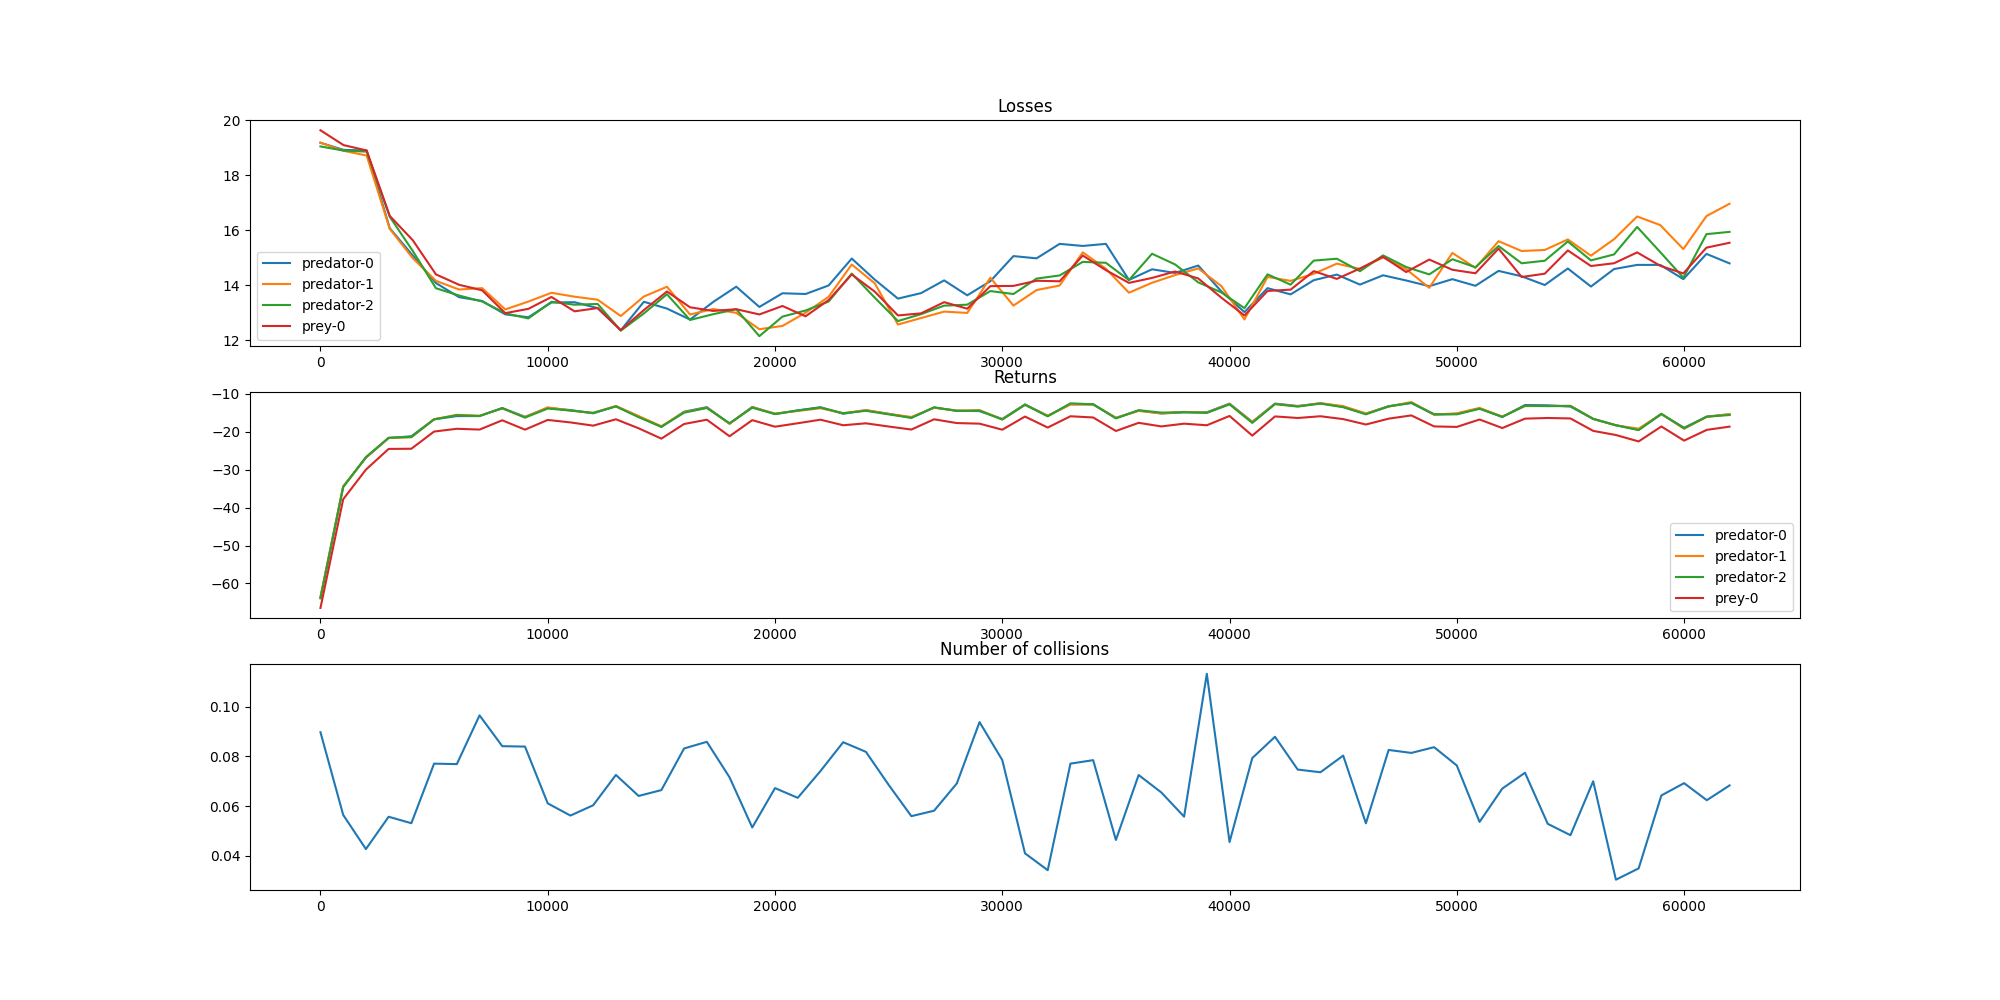 Losses
20
18
16
14
12
predator-0
predator-1
predator-2
prey-0
0 10000 20000 30000 40000 50000 60000
Returns
−10
−20
−30
−40
−50
−60
predator-0
predator-1
predator-2
prey-0
0 10000 20000 30000 40000 50000 60000
Number of collisions
0.10
0.08
0.06
0.04
0 10000 20000 30000 40000 50000 60000